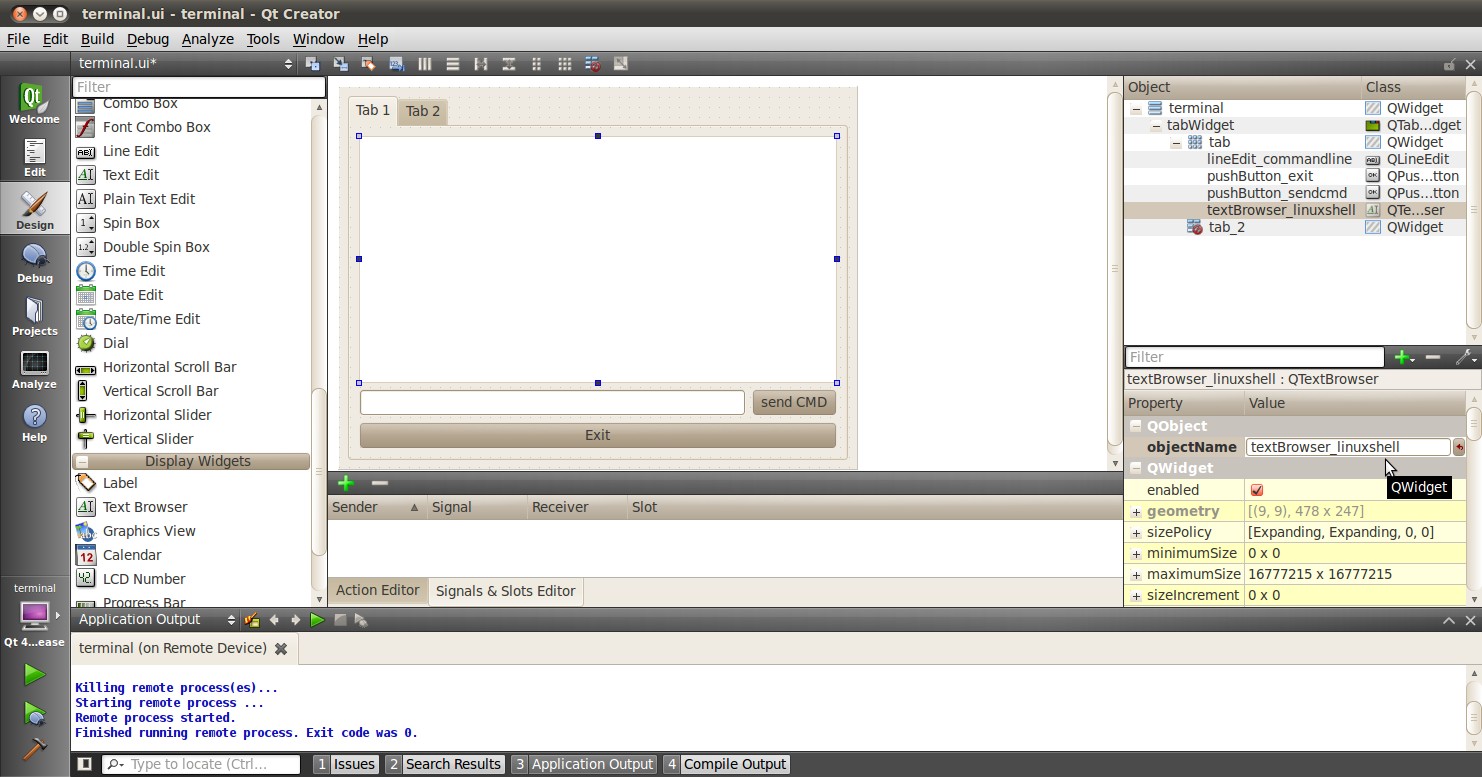 terminal.ui - terminal - Qt Creator
File Edit Build Debug Analyze Tools Window Help
terminal.ui*
Welcome
Edit
Design
Debug
Projects
Analyze
Help
terminal
Qt 4...ease
Filter
Combo Box
Font Combo Box
Line Edit
Text Edit
Plain Text Edit
Spin Box
Double Spin Box
Time Edit
Date Edit
Date/Time Edit
Dial
Horizontal Scroll Bar
Vertical Scroll Bar
Horizontal Slider
Vertical Slider
Display Widgets
Label
Text Browser
Graphics View
Calendar
LCD Number
Progress Bar
Tab 1 Tab 2
send CMD
Exit
Sender Signal Receiver Slot
Action Editor Signals & Slots Editor
Object Class
terminal QWidget
tabWidget QTab...dget
tab QWidget
lineEdit_commandline QLineEdit
pushButton_exit QPus...tton
pushButton_sendcmd QPus...tton
textBrowser_linuxshell QTe...ser
tab_2 QWidget
Filter
textBrowser_linuxshell : QTextBrowser
Property Value
QObject
objectName textBrowser_linuxshell
QWidget
QWidget
enabled
geometry [(9, 9), 478 x 247]
sizePolicy [Expanding, Expanding, 0, 0]
minimumSize 0 x 0
maximumSize 16777215 x 16777215
sizeIncrement 0 x 0
Application Output
terminal (on Remote Device)
Killing remote process(es)...
Starting remote process ...
Remote process started.
Finished running remote process. Exit code was 0.
Type to locate (Ctrl... 1 Issues 2 Search Results 3 Application Output 4 Compile Output